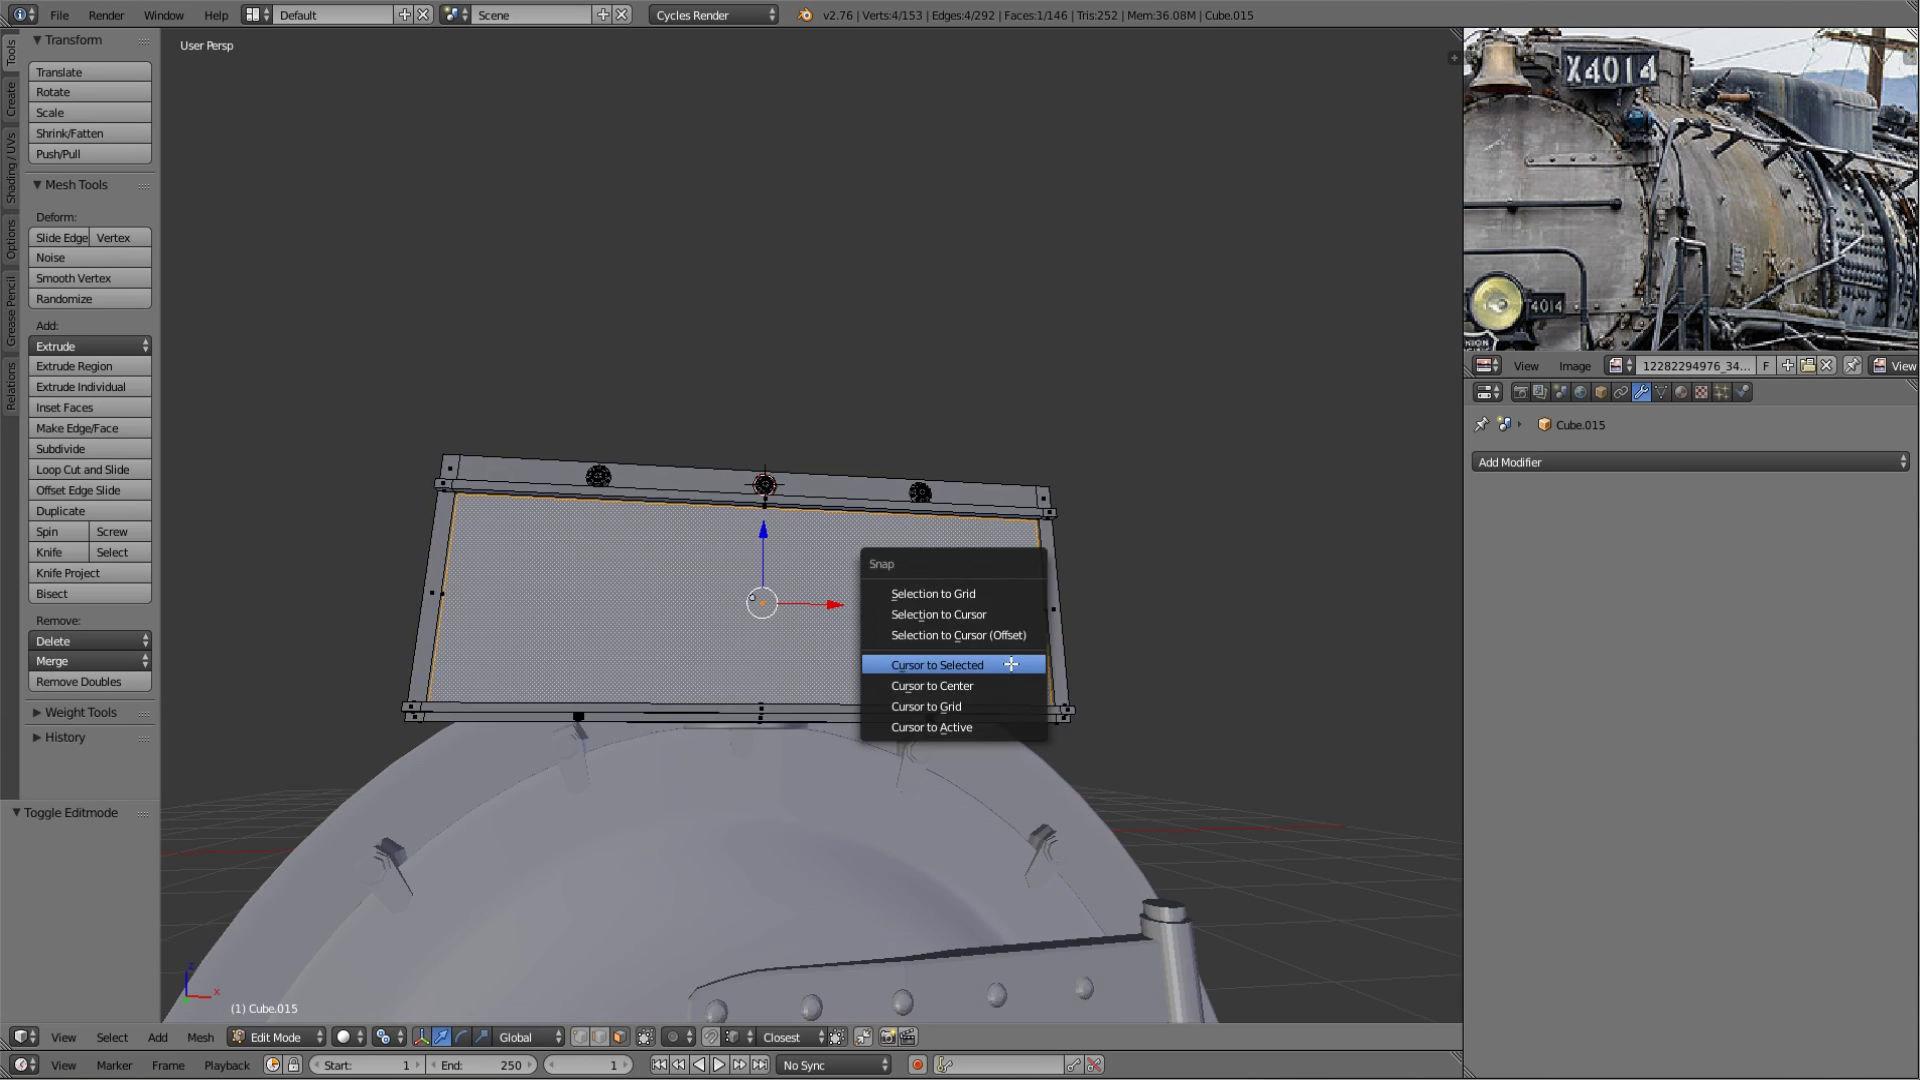 File
Render
Window
Help
Default
Scene
Cycles Render
v2.76 | Verts:4/153 | Edges:4/292 | Faces:1/146 | Tris:252 | Mem:36.08M | Cube.015
Tools
Create
Shading / UVs
Options
Grease Pencil
Relations
Transform
Translate
Rotate
Scale
Shrink/Fatten
Push/Pull
Mesh Tools
Deform:
Slide Edge
Vertex
Noise
Smooth Vertex
Randomize
Add:
Extrude
Extrude Region
Extrude Individual
Inset Faces
Make Edge/Face
Subdivide
Loop Cut and Slide
Offset Edge Slide
Duplicate
Spin
Screw
Knife
Select
Knife Project
Bisect
Remove:
Delete
Merge
Remove Doubles
Weight Tools
History
Toggle Editmode
User Persp
Snap
Selection to Grid
Selection to Cursor
Selection to Cursor (Offset)
Cursor to Selected
Cursor to Center
Cursor to Grid
Cursor to Active
z
x
(1) Cube.015
X4014
4014
View
Image
12282294976_34...
F
View
Cube.015
Add Modifier
View
Select
Add
Mesh
Edit Mode
Global
Closest
View
Marker
Frame
Playback
Start:
1
End:
250
1
No Sync